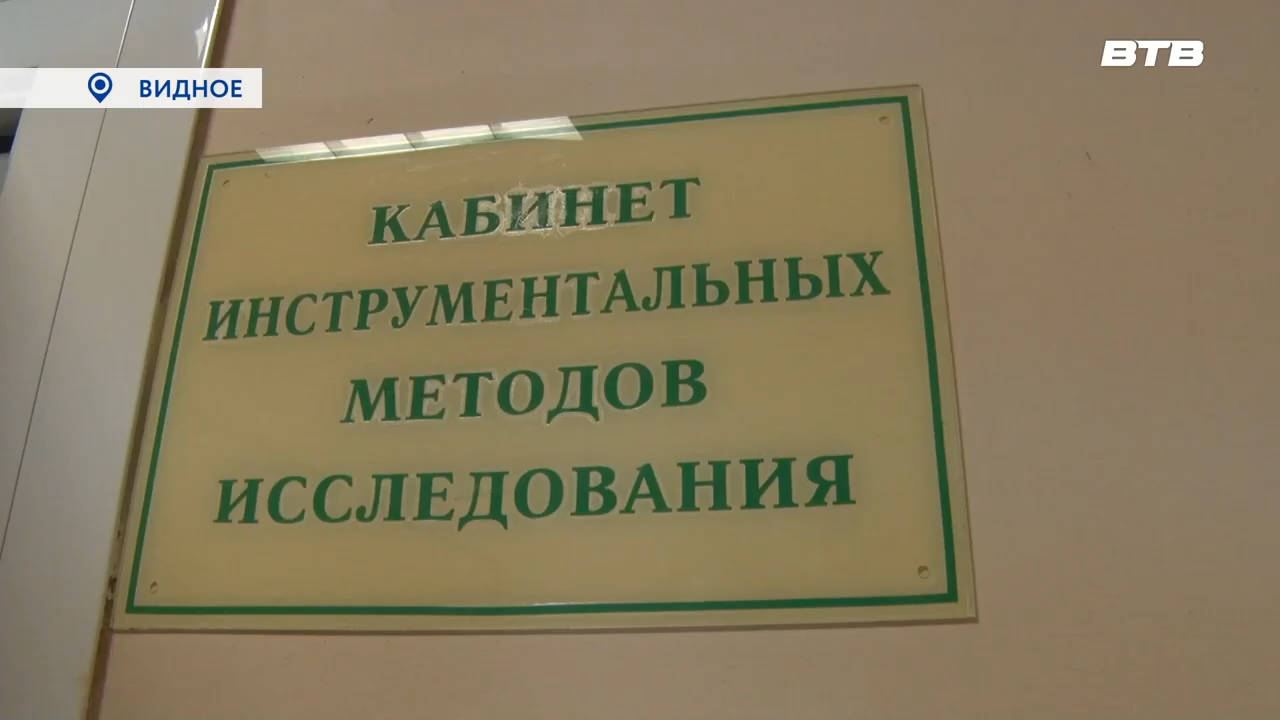 ВИДНОЕ
ВТВ
КАБИНЕТ
ИНСТРУМЕНТАЛЬНЫХ
МЕТОДОВ
ИССЛЕДОВАНИЯ